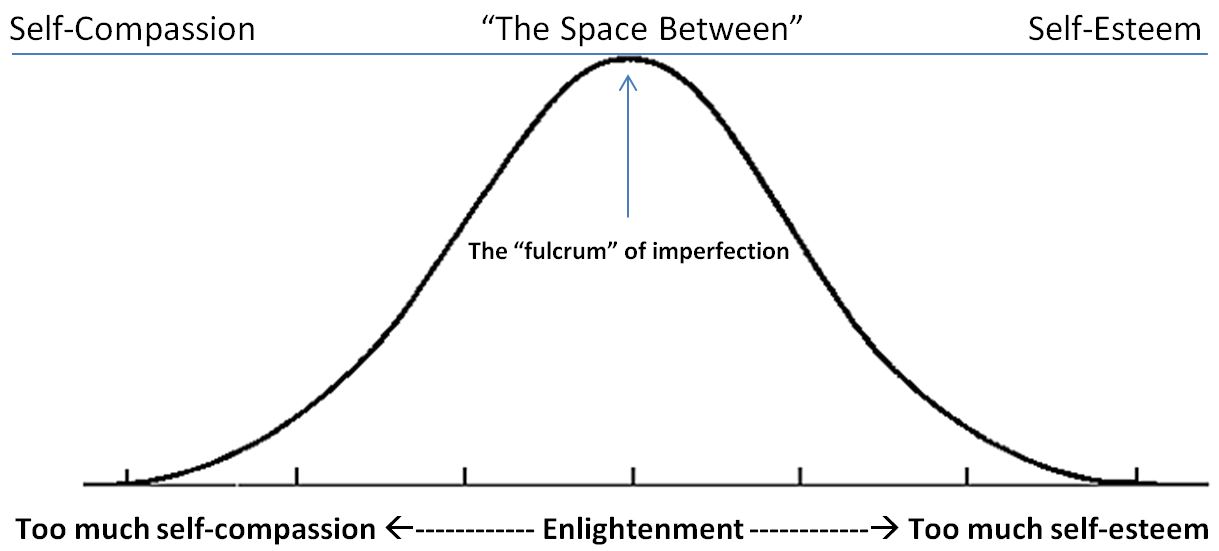 Self-Compassion “The Space Between” Self-Esteem
The “fulcrum” of imperfection
Too much self-compassion ←----------- Enlightenment ------------→ Too much self-esteem